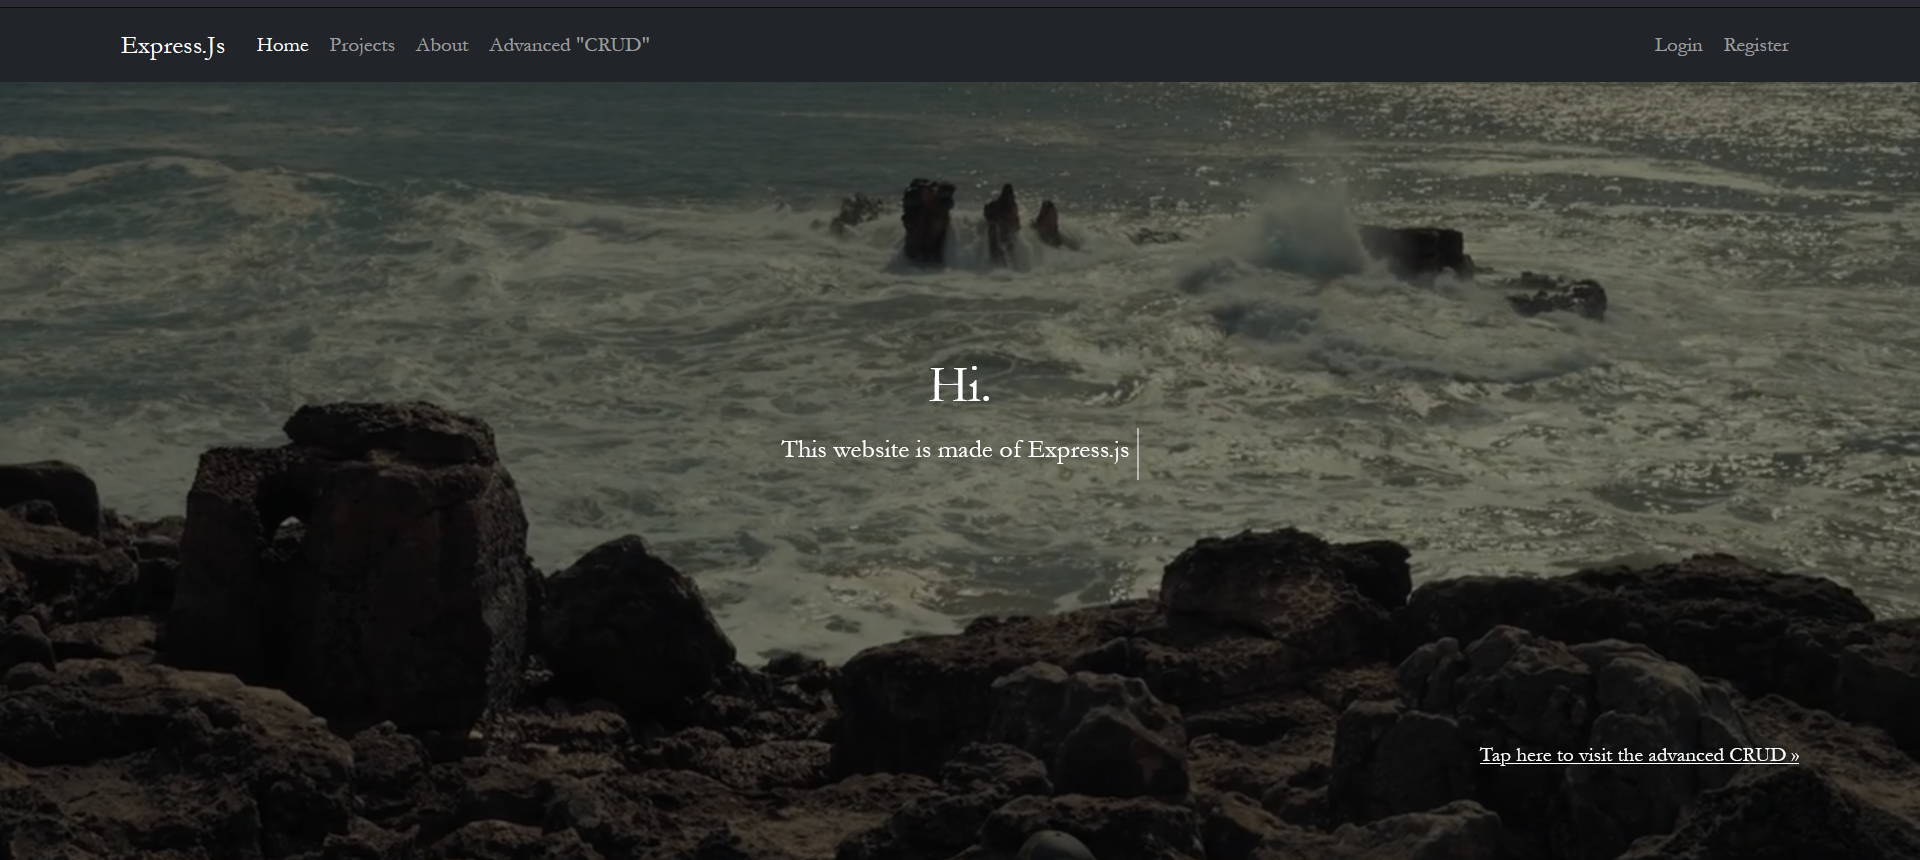 Express.Js Home Projects About Advanced "CRUD" Login Register
Hi.
This website is made of Express.js
Tap here to visit the advanced CRUD »